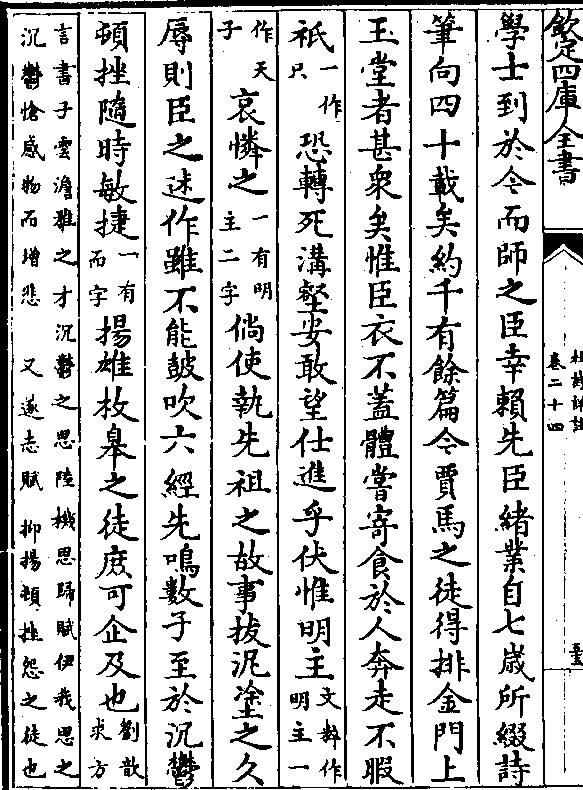 欽定四庫全書
杜詩詳註
卷二十四
學士到於今而師之臣幸賴先臣緒業自七歲所綴詩
筆向四十載矣約千有餘篇今賈馬之徒得排金門上
玉堂者甚衆矣惟臣衣不蓋體嘗寄食於人奔走不暇
祇一作只恐轉死溝壑安敢望仕進乎伏惟明主文粹作明主一
作天子哀憐之一有明主二字倘使執先祖之故事拔泥塗之久
辱則臣之述作雖不能鼓吹六經先鳴數子至於沉鬱
頓挫隨時敏捷一有而字揚雄枚臯之徒庶可企及也劉歆求方
言書子雲澹雅之才沉鬱之思陸機思歸賦伊我思之
沉鬱愴感物而增悲 又遂志賦抑揚頓挫怨之徒也